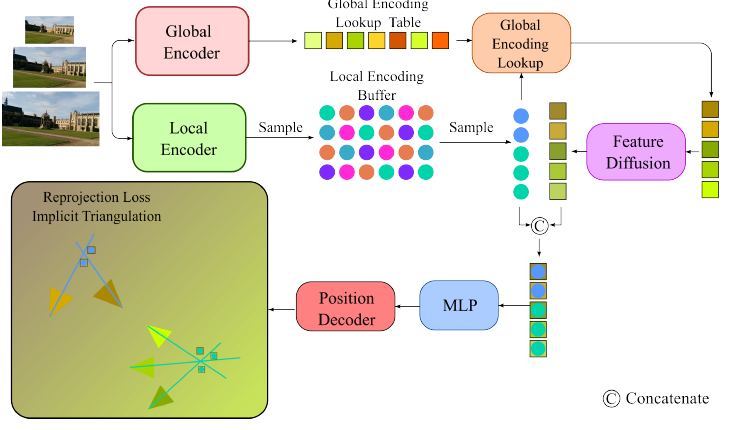 Global Encoding
Lookup Table
Global
Encoder
Global
Encoding
Lookup
Local Encoding
Buffer
Local
Encoder
Sample
Sample
Feature
Diffusion
Reprojection Loss
Implicit Triangulation
C
Position
Decoder
MLP
C Concatenate